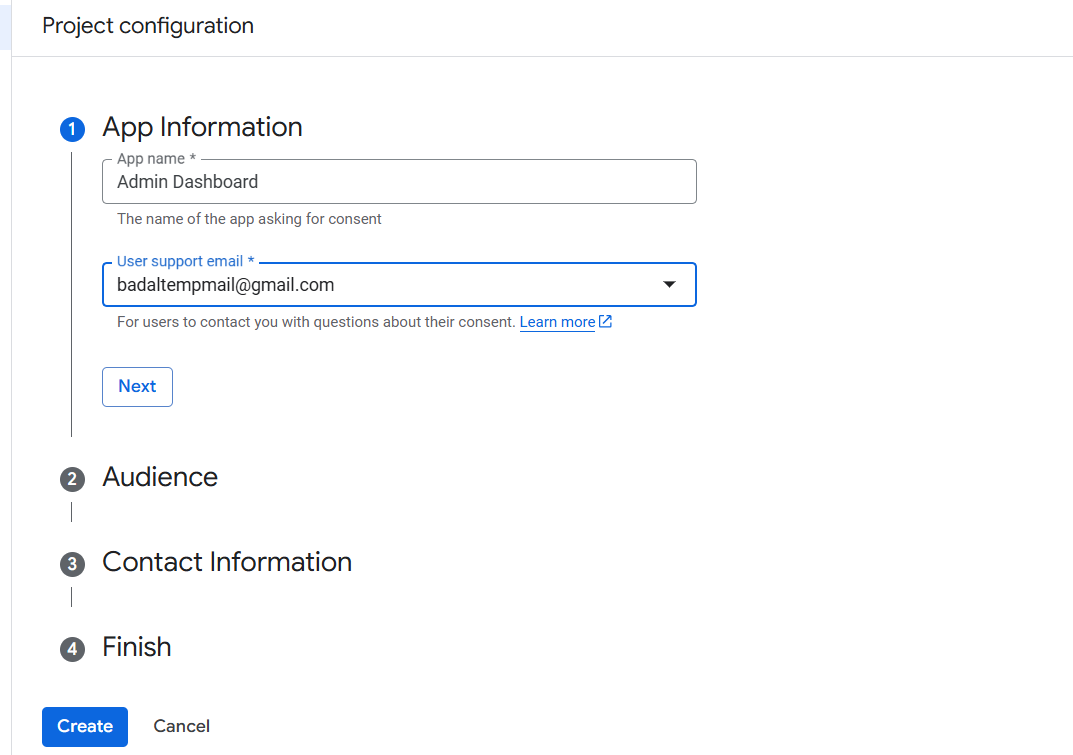 Project configuration
1 App Information
App name *
Admin Dashboard
The name of the app asking for consent
User support email *
badaltempmail@gmail.com
For users to contact you with questions about their consent. Learn more
Next
2 Audience
3 Contact Information
4 Finish
Create Cancel